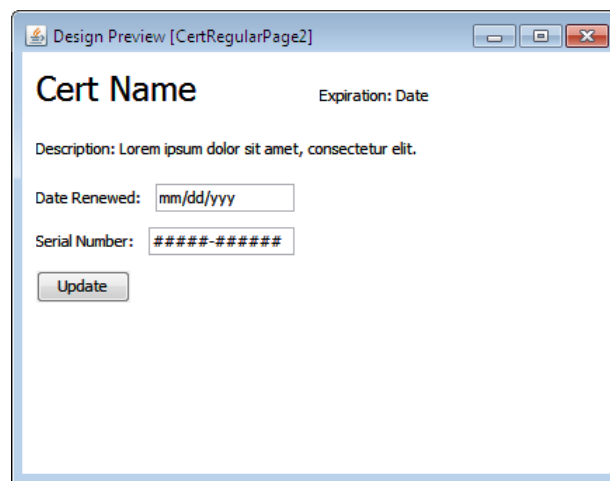 Design Preview [CertRegularPage2]
Cert Name
Expiration: Date
Description: Lorem ipsum dolor sit amet, consectetur elit.
Date Renewed: mm/dd/yyy
Serial Number: #####-######
Update